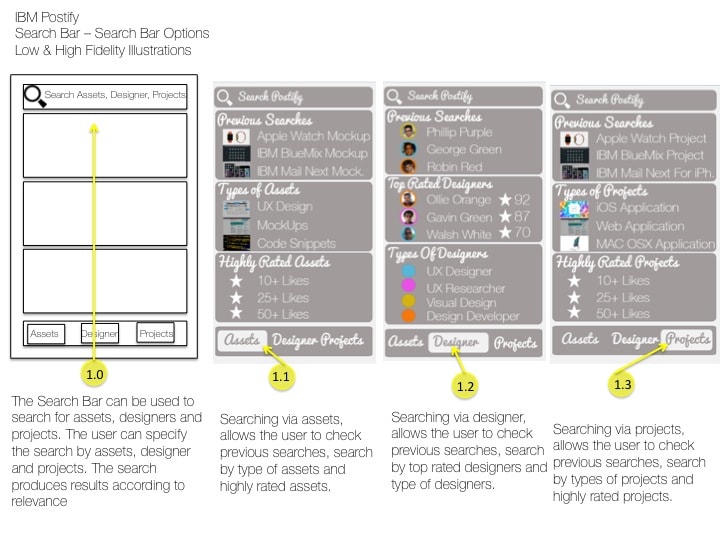 IBM Postify
Search Bar – Search Bar Options
Low & High Fidelity Illustrations
Search Assets, Designer, Projects
Assets
Designer
Projects
1.0
The Search Bar can be used to
search for assets, designers and
projects. The user can specify
the search by assets, designer
and projects. The search
produces results according to
relevance
Search Postify
Previous Searches
Apple Watch Mockup
IBM BlueMix Mockup
IBM Mail Next Mock.
Types of Assets
UX Design
MockUps
Code Snippets
Highly Rated Assets
10+ Likes
25+ Likes
50+ Likes
Assets Designer Projects
1.1
Searching via assets,
allows the user to check
previous searches, search
by type of assets and
highly rated assets.
Search Postify
Previous Searches
Phillip Purple
George Green
Robin Red
Top Rated Designers
Ollie Orange ★92
Gavin Green ★87
Walsh White ★70
Types Of Designers
UX Designer
UX Researcher
Visual Design
Design Developer
Assets Designer Projects
1.2
Searching via designer,
allows the user to check
previous searches, search
by top rated designers and
type of designers.
Search Postify
Previous Searches
Apple Watch Project
IBM BlueMix Project
IBM Mail Next For iPh.
Types of Projects
iOS Application
Web Application
MAC OSX Application
Highly Rated Projects
10+ Likes
25+ Likes
50+ Likes
Assets Designer Projects
1.3
Searching via projects,
allows the user to check
previous searches, search
by types of projects and
highly rated projects.